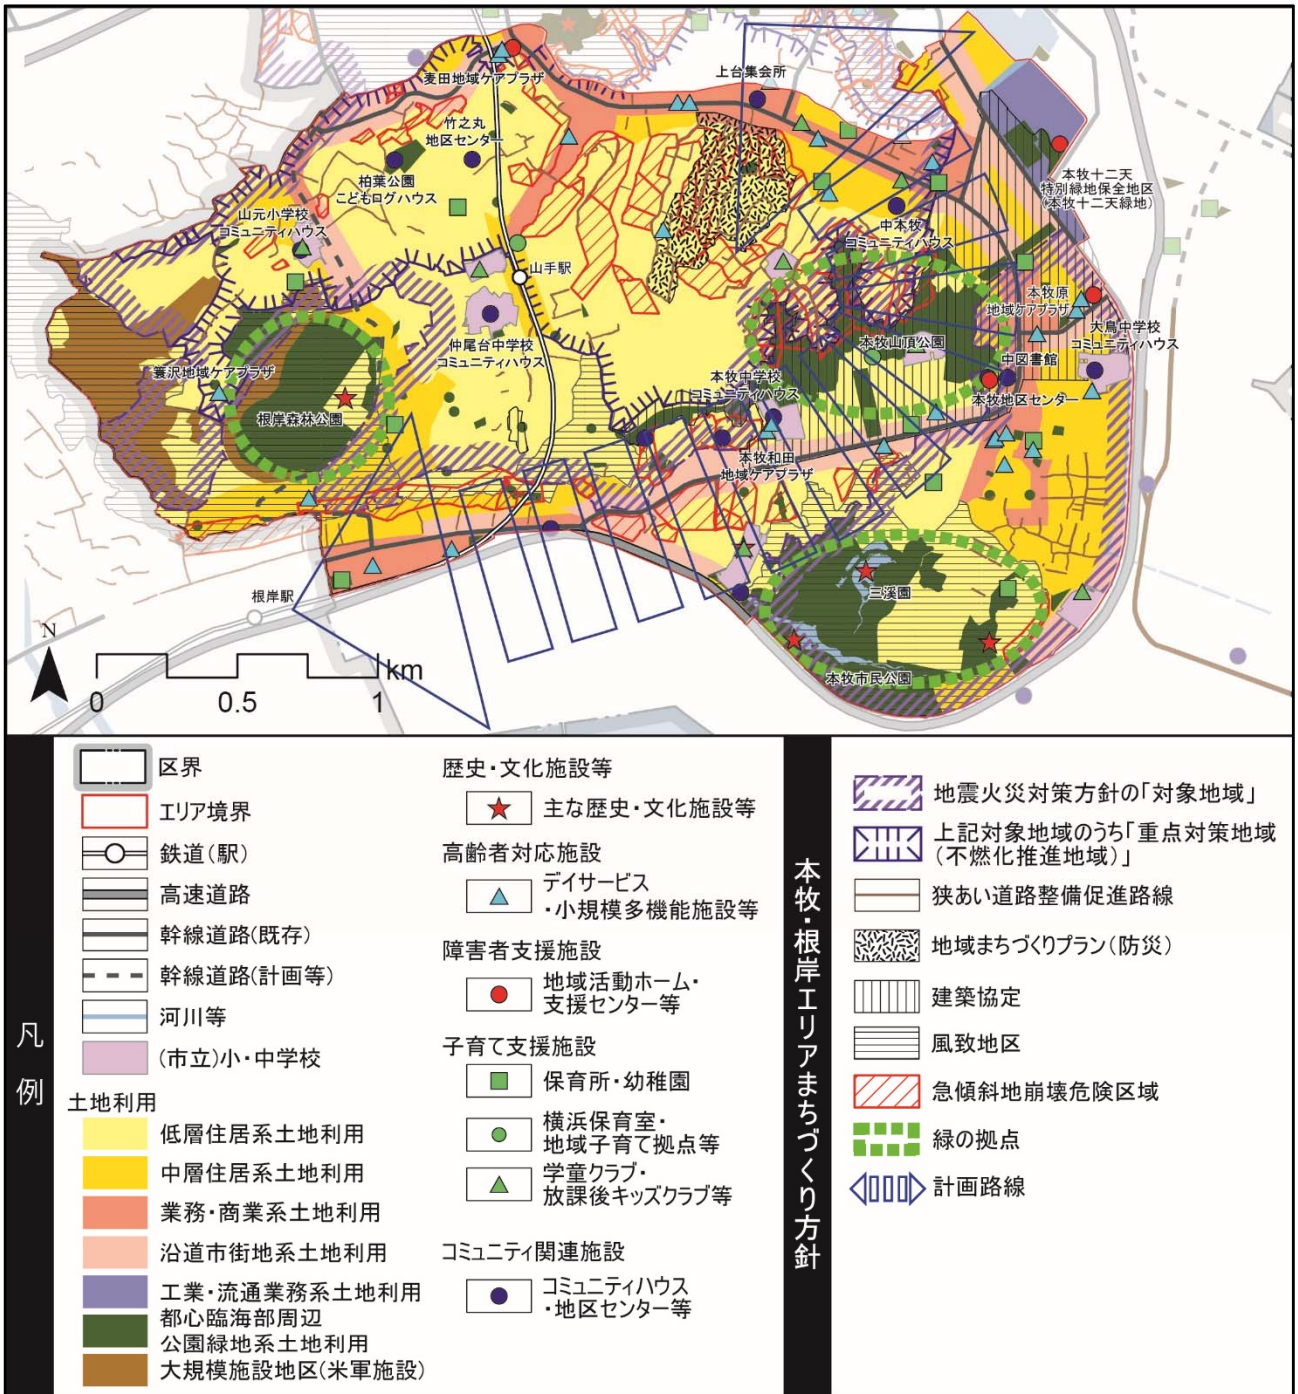 麦田地域ケアプラザ
上台集会所
竹之丸
地区センター
柏葉公園
こどもログハウス
山元小学校
コミュニティハウス
本牧十二天
特別緑地保全地区
(本牧十二天緑地)
中本牧
コミュニティハウス
山手駅
本牧原
地域ケアプラザ
大鳥中学校
コミュニティハウス
仲尾台中学校
コミュニティハウス
本牧山頂公園
中図書館
簑沢地域ケアプラザ
本牧中学校
コミュニティハウス
本牧地区センター
根岸森林公園
本牧和田
地域ケアプラザ
三溪園
根岸駅
本牧市民公園
N
0
0.5
1
km
凡例
区界
エリア境界
鉄道(駅)
高速道路
幹線道路(既存)
幹線道路(計画等)
河川等
(市立)小・中学校
土地利用
低層住居系土地利用
中層住居系土地利用
業務・商業系土地利用
沿道市街地系土地利用
工業・流通業務系土地利用
都心臨海部周辺
公園緑地系土地利用
大規模施設地区(米軍施設)
歴史・文化施設等
主な歴史・文化施設等
高齢者対応施設
デイサービス
・小規模多機能施設等
障害者支援施設
地域活動ホーム・
支援センター等
子育て支援施設
保育所・幼稚園
横浜保育室・
地域子育て拠点等
学童クラブ・
放課後キッズクラブ等
コミュニティ関連施設
コミュニティハウス
・地区センター等
本牧・根岸エリアまちづくり方針
地震火災対策方針の「対象地域」
上記対象地域のうち「重点対策地域
(不燃化推進地域)」
狭あい道路整備促進路線
地域まちづくりプラン(防災)
建築協定
風致地区
急傾斜地崩壊危険区域
緑の拠点
計画路線